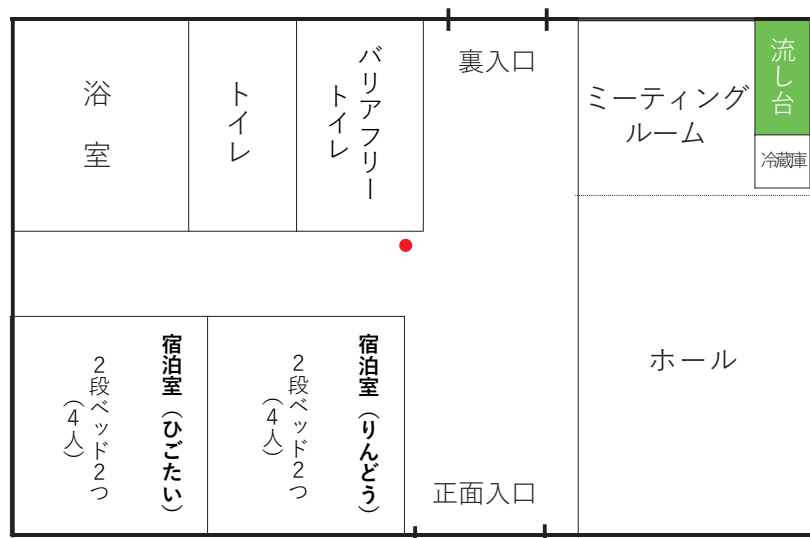 浴室
トイレ
バリアフリー
トイレ
裏入口
ミーティング
ルーム
流し台
冷蔵庫
宿泊室（ひごたい）
２段ベッド２つ
（４人）
宿泊室（りんどう）
２段ベッド２つ
（４人）
正面入口
ホール